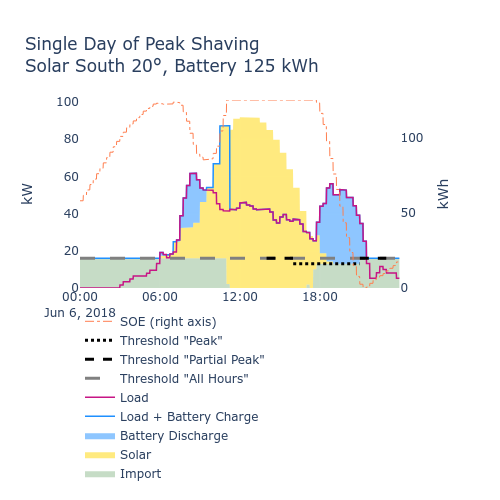 Single Day of Peak Shaving
Solar South 20°, Battery 125 kWh
100
80
60
40
20
0
kW
100
50
0
kWh
00:00
06:00
12:00
18:00
Jun 6, 2018
SOE (right axis)
Threshold "Peak"
Threshold "Partial Peak"
Threshold "All Hours"
Load
Load + Battery Charge
Battery Discharge
Solar
Import